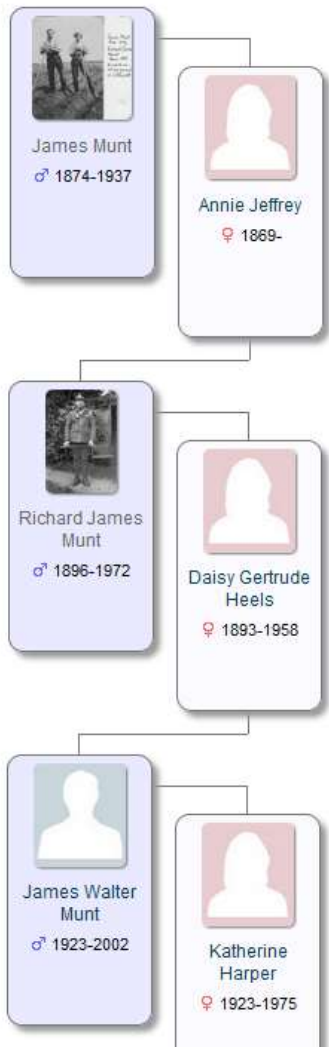 James Munt
♂ 1874-1937
Annie Jeffrey
♀ 1869-
Richard James
Munt
♂ 1896-1972
Daisy Gertrude
Heels
♀ 1893-1958
James Walter
Munt
♂ 1923-2002
Katherine
Harper
♀ 1923-1975